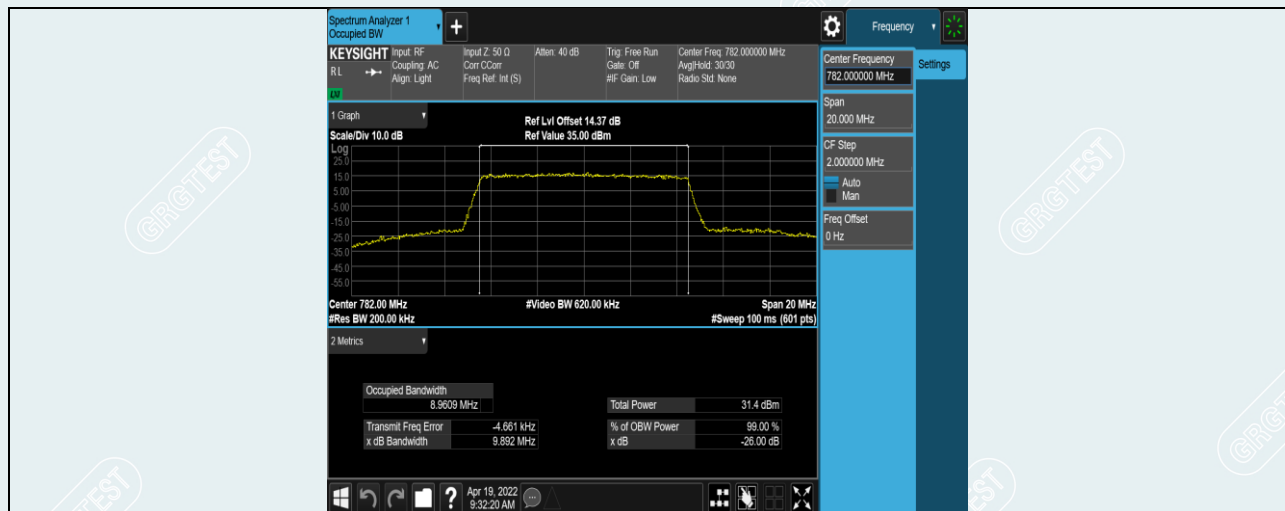 Spectrum Analyzer 1
Occupied BW
Frequency
KEYSIGHT
Input: RF
Coupling: AC
Align: Light
Input Z: 50 Ω
Corr CCorr
Freq Ref: Int (S)
Atten: 40 dB
Trig: Free Run
Gate: Off
#IF Gain: Low
Center Freq: 782.000000 MHz
Avg|Hold: 30/30
Radio Std: None
RL
Center Frequency
782.000000 MHz
Settings
Span
20.000 MHz
CF Step
2.000000 MHz
Auto
Man
Freq Offset
0 Hz
1 Graph
Scale/Div 10.0 dB
Ref Lvl Offset 14.37 dB
Ref Value 35.00 dBm
Log
25.0
15.0
5.00
-5.00
-15.0
-25.0
-35.0
-45.0
-55.0
Center 782.00 MHz
#Video BW 620.00 kHz
Span 20 MHz
#Res BW 200.00 kHz
#Sweep 100 ms (601 pts)
2 Metrics
Occupied Bandwidth
8.9609 MHz
Total Power 31.4 dBm
Transmit Freq Error -4.661 kHz
% of OBW Power 99.00 %
x dB Bandwidth 9.892 MHz
x dB -26.00 dB
Apr 19, 2022
9:32:20 AM
GRGTEST
GRGTEST